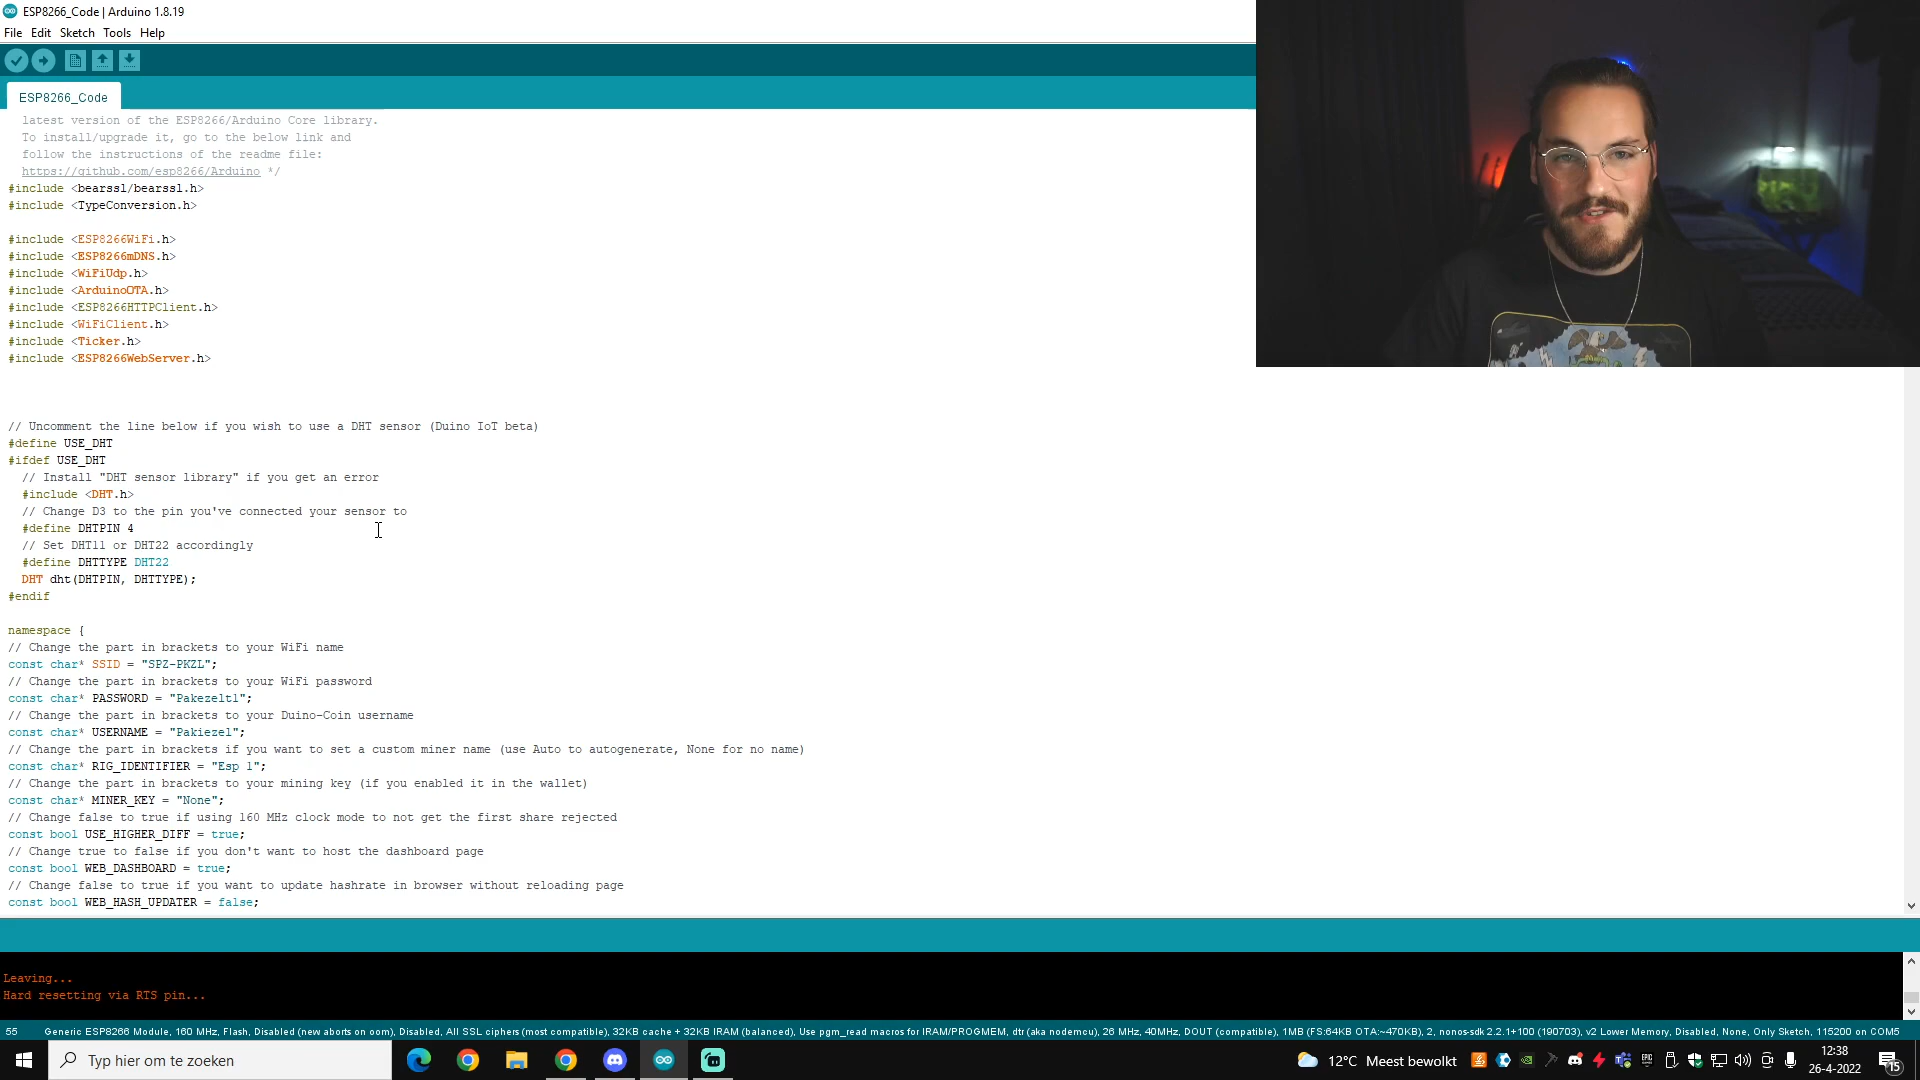 ESP8266_Code | Arduino 1.8.19
File Edit Sketch Tools Help
ESP8266_Code
latest version of the ESP8266/Arduino Core library.
To install/upgrade it, go to the below link and
follow the instructions of the readme file:
https://github.com/esp8266/Arduino */
#include <bearssl/bearssl.h>
#include <TypeConversion.h>
#include <ESP8266WiFi.h>
#include <ESP8266mDNS.h>
#include <WiFiUdp.h>
#include <ArduinoOTA.h>
#include <ESP8266HTTPClient.h>
#include <WiFiClient.h>
#include <Ticker.h>
#include <ESP8266WebServer.h>
// Uncomment the line below if you wish to use a DHT sensor (Duino IoT beta)
#define USE_DHT
#ifdef USE_DHT
// Install "DHT sensor library" if you get an error
#include <DHT.h>
// Change D3 to the pin you've connected your sensor to
#define DHTPIN 4
// Set DHT11 or DHT22 accordingly
#define DHTTYPE DHT22
DHT dht(DHTPIN, DHTTYPE);
#endif
namespace {
// Change the part in brackets to your WiFi name
const char* SSID = "SPZ-PKZL";
// Change the part in brackets to your WiFi password
const char* PASSWORD = "Pakezelt1";
// Change the part in brackets to your Duino-Coin username
const char* USERNAME = "Pakiezel";
// Change the part in brackets if you want to set a custom miner name (use Auto to autogenerate, None for no name)
const char* RIG_IDENTIFIER = "Esp 1";
// Change the part in brackets to your mining key (if you enabled it in the wallet)
const char* MINER_KEY = "None";
// Change false to true if using 160 MHz clock mode to not get the first share rejected
const bool USE_HIGHER_DIFF = true;
// Change true to false if you don't want to host the dashboard page
const bool WEB_DASHBOARD = true;
// Change false to true if you want to update hashrate in browser without reloading page
const bool WEB_HASH_UPDATER = false;
Leaving...
Hard resetting via RTS pin...
55 Generic ESP8266 Module, 160 MHz, Flash, Disabled (new aborts on oom), Disabled, All SSL ciphers (most compatible), 32KB cache + 32KB IRAM (balanced), Use pgm_read macros for IRAM/PROGMEM, dtr (aka nodemcu), 26 MHz, 40MHz, DOUT (compatible), 1MB (FS:64KB OTA:~470KB), 2, nonos-sdk 2.2.1+100 (190703), v2 Lower Memory, Disabled, None, Only Sketch, 115200 on COM5
Typ hier om te zoeken
12°C Meest bewolkt
EPIC
12:38
26-4-2022
15